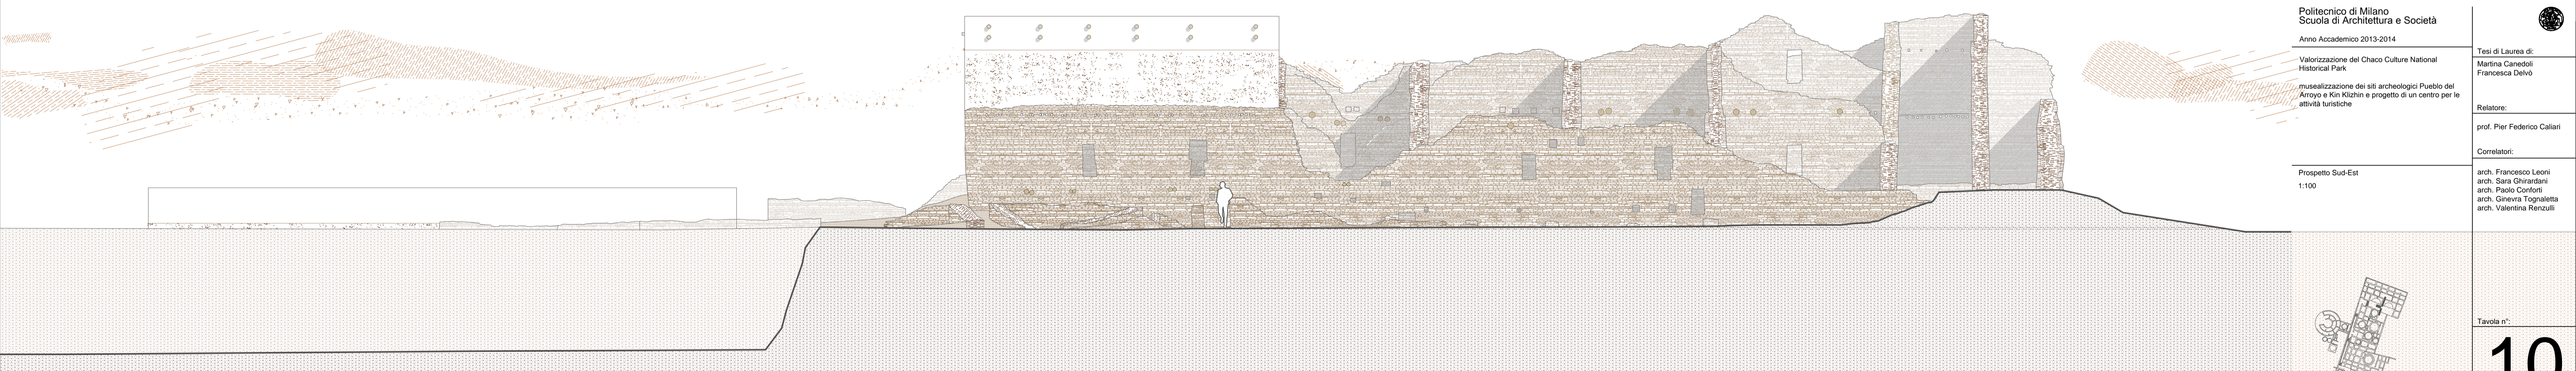 Politecnico di Milano
Scuola di Architettura e Società
Anno Accademico 2013-2014
Valorizzazione del Chaco Culture National
Historical Park
musealizzazione dei siti archeologici Pueblo del
Arroyo e Kin Klizhin e progetto di un centro per le
attività turistiche
Prospetto Sud-Est
1:100
Tesi di Laurea di:
Martina Canedoli
Francesca Delvò
Relatore:
prof. Pier Federico Caliari
Correlatori:
arch. Francesco Leoni
arch. Sara Ghirardani
arch. Paolo Conforti
arch. Ginevra Tognaletta
arch. Valentina Renzulli
Tavola n°:
10